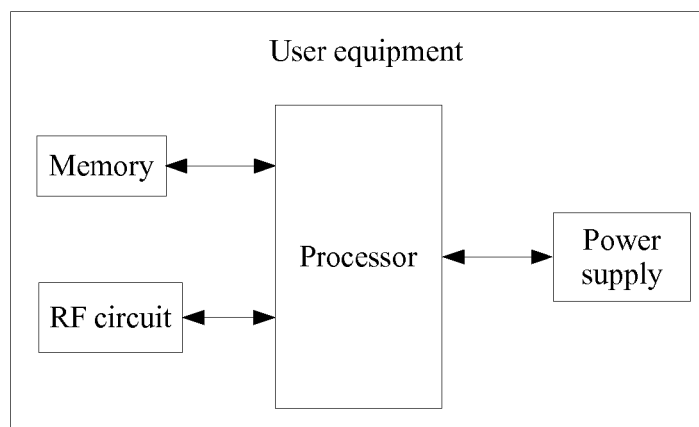 User equipment
Memory
Processor
Power
supply
RF circuit